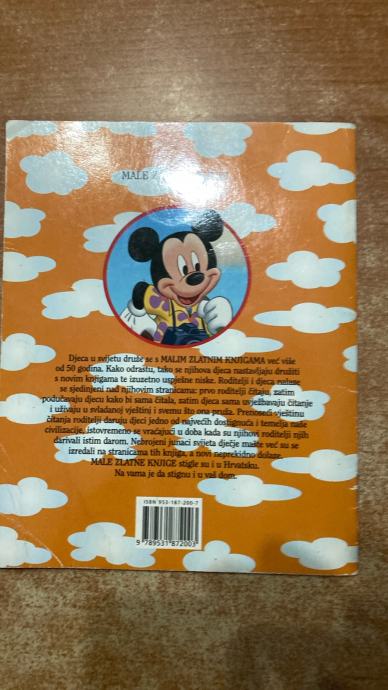 MALE
Djeca u svijetu druše se s MALIM ZLATNIM KNJIGAMA već više
od 50 godina. Kako odrastu, tako se njihova djeca nastavljaju družiti
s novim knjigama te izuzetno uspješne niske. Roditelji i djeca
se sjedinjeni nad njihovim stranicama: prvo roditelji čitaju, zatim
podučavaju djecu kako bi sama čitala, zatim djeca sama uvježbavaju čitanje
i uživaju u svladanoj vještini i svemu što ona pruža. Prenoseći vještinu
čitanja roditelji daruju djeci jedno od najvećih dostignuća i temelja naše
civilizacije, istovremeno se vraćajući u doba kada su njihovi roditelji njih
darivali istim darom. Nebrojeni junaci svijeta dječje mašte već su se
izredali na stranicama tih knjiga, a novi neprekidno dolaze.
MALE ZLATNE KNJIGE stigle su i u Hrvatsku.
Na vama je da stignu i u vaš dom.
ISBN 953-187-200-7
9 789531 872003